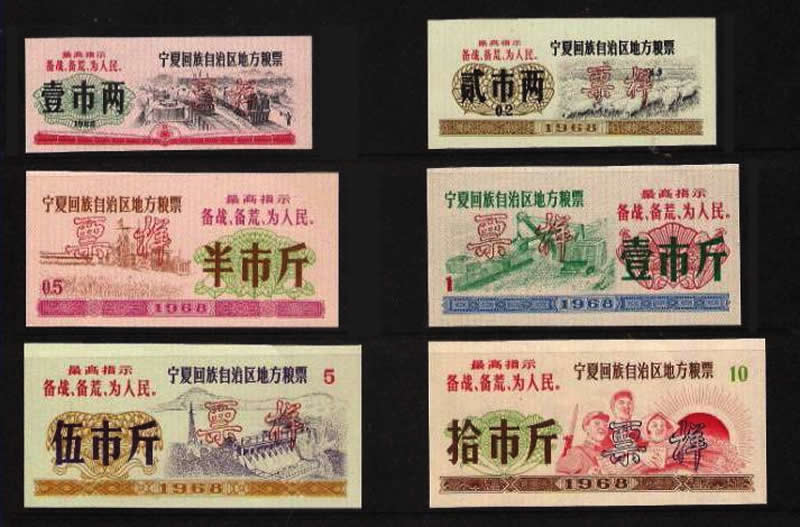 最高指示
备战、备荒、为人民。
宁夏回族自治区地方粮票
票样
壹市两
1968
最高指示
备战、备荒、为人民。
宁夏回族自治区地方粮票
票样
贰市两
0.2
1968
宁夏回族自治区地方粮票
最高指示
备战、备荒、为人民。
票样
半市斤
0.5
1968
宁夏回族自治区地方粮票
最高指示
备战、备荒、为人民。
票样
壹市斤
1
1968
最高指示
备战、备荒、为人民。
宁夏回族自治区地方粮票
5
票样
伍市斤
1968
最高指示
备战、备荒、为人民。
宁夏回族自治区地方粮票
10
票样
拾市斤
1968